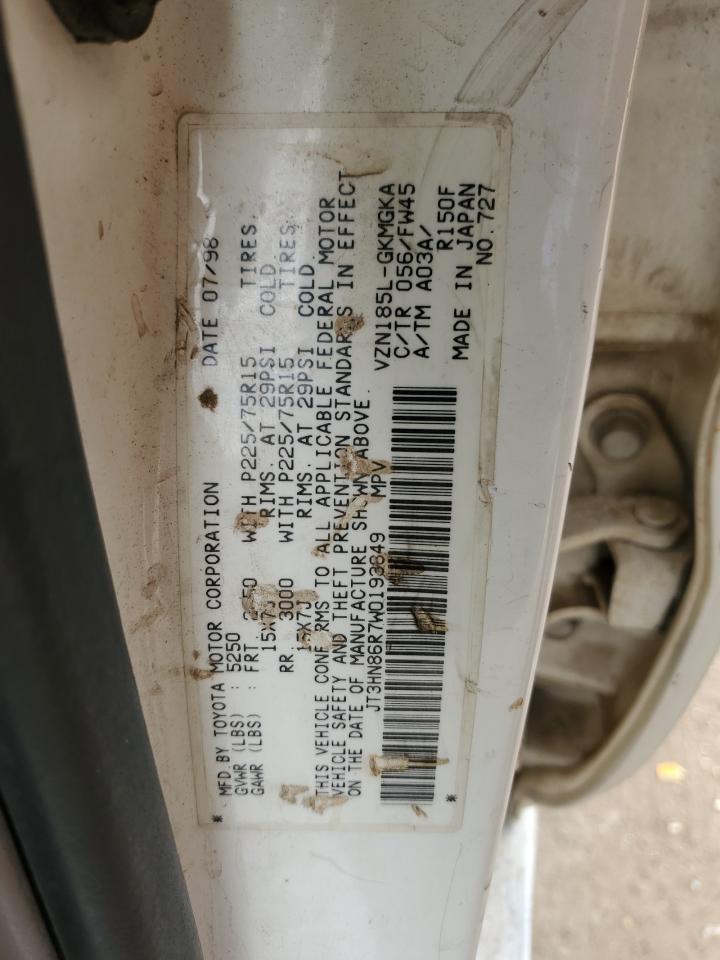 * MFD.BY TOYOTA MOTOR CORPORATION DATE 07/98
GVWR (LBS) : 5250
GAWR (LBS) : FRT. WITH P225/75R15 TIRES,
15X7J RIMS. AT 29PSI COLD.
RR. 3000 WITH P225/75R15 TIRES,
15X7J RIMS. AT 29PSI COLD.
THIS VEHICLE CONFORMS TO ALL APPLICABLE FEDERAL MOTOR
VEHICLE SAFETY AND THEFT PREVENTION STANDARDS IN EFFECT
ON THE DATE OF MANUFACTURE SHOWN ABOVE.
JT3HN86R7W0193649 MPV
VZN185L-GKMGKA
C/TR 056/FW45
A/TM A03A/
R150F
* MADE IN JAPAN
NO.727